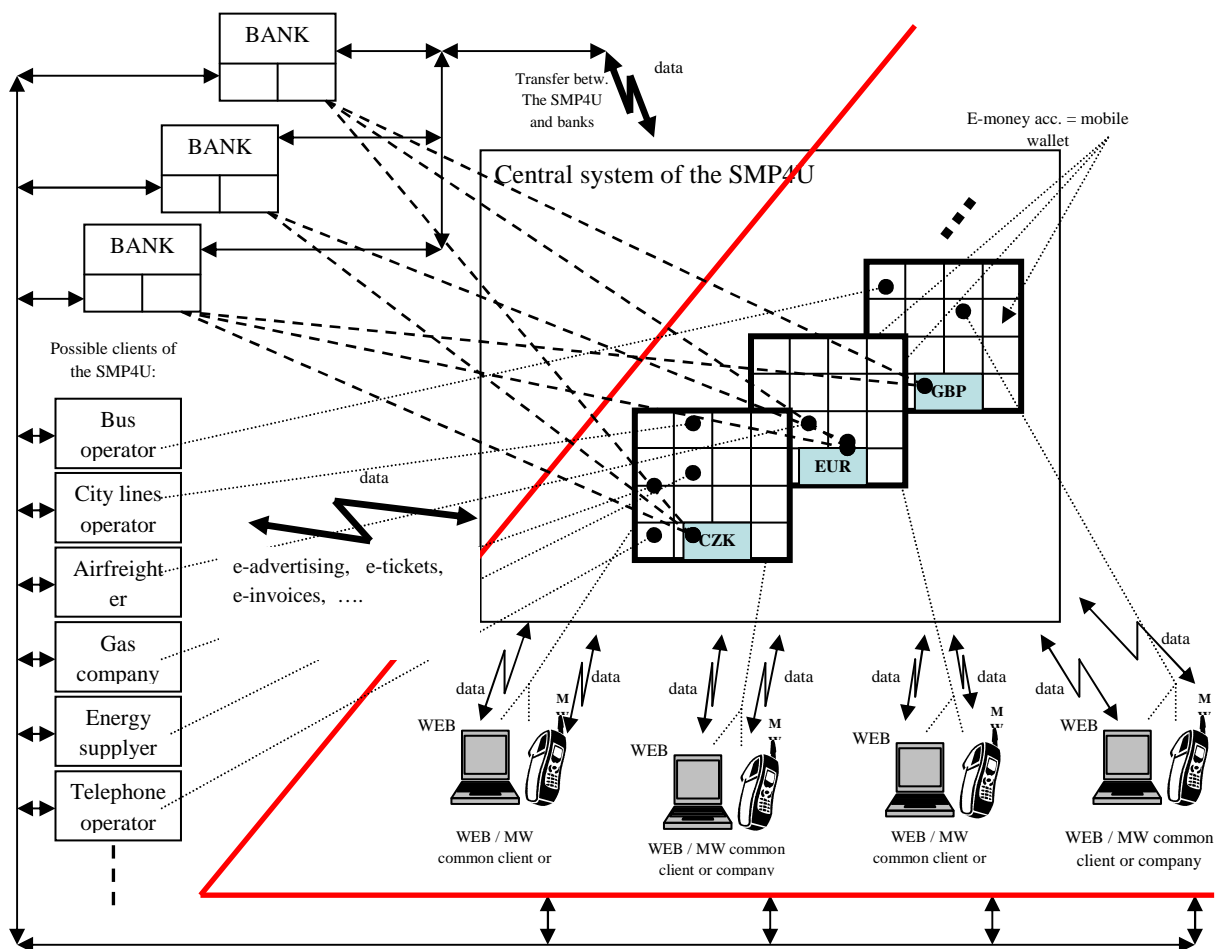 BANK
data
Transfer betw.
The SMP4U
and banks
E-money acc. = mobile
wallet
BANK
Central system of the SMP4U
BANK
Possible clients of
the SMP4U:
GBP
Bus
operator
EUR
data
City lines
operator
CZK
e-advertising, e-tickets,
e-invoices, ….
Airfreight
er
Gas
company
data
data
data
data
data
data
data
data
Energy
supplyer
WEB
M
WEB
M
WEB
M
WEB
M
Telephone
operator
WEB / MW
common client or
WEB / MW common
client or company
WEB / MW
common client or
WEB / MW common
client or company